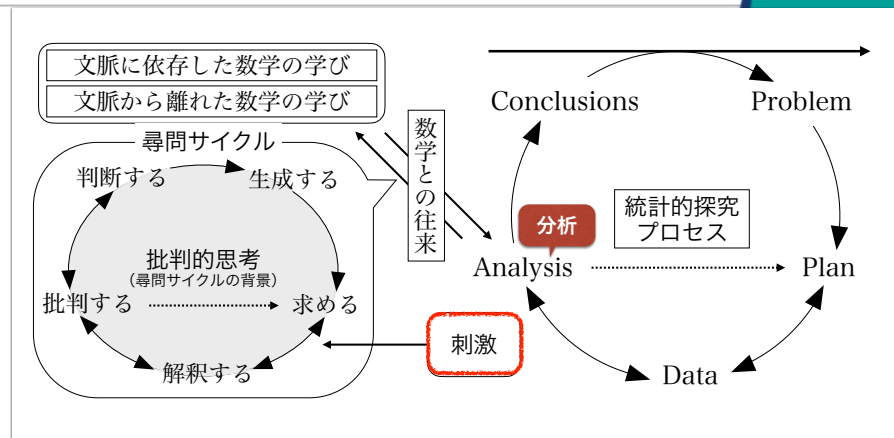 文脈に依存した数学の学び
文脈から離れた数学の学び
尋問サイクル
判断する
生成する
批判的思考
(尋問サイクルの背景)
批判する
求める
解釈する
数学との往来
刺激
Conclusions
Problem
分析
統計的探究
プロセス
Analysis
Plan
Data